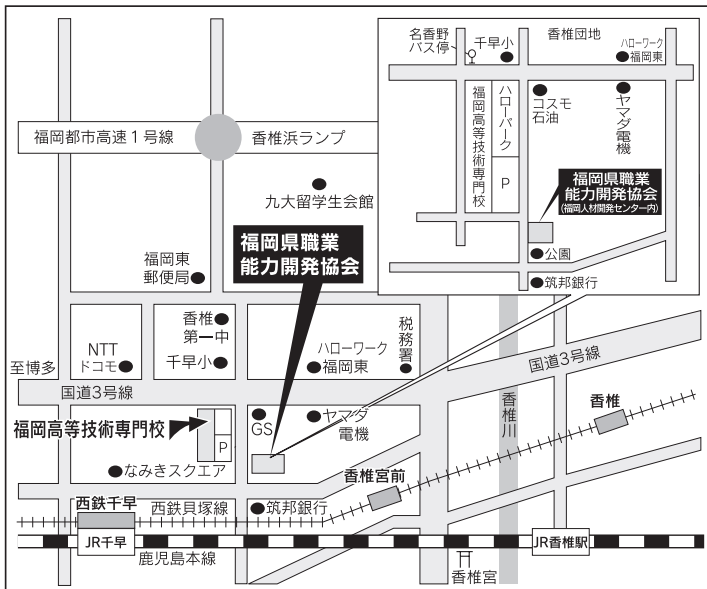 福岡都市高速1号線
香椎浜ランプ
九大留学生会館
福岡東
郵便局
福岡県職業
能力開発協会
香椎
第一中
千早小
NTT
ドコモ
至博多
国道3号線
ハローワーク
福岡東
税務署
国道3号線
福岡高等技術専門校
P
GS
ヤマダ
電機
なみきスクエア
香椎川
香椎
香椎宮前
西鉄千早
西鉄貝塚線
筑邦銀行
JR千早
鹿児島本線
香椎宮
JR香椎駅
名香野
バス停
千早小
香椎団地
ハローワーク
福岡東
福岡高等技術専門校
ハローパーク
P
コスモ
石油
ヤマダ電機
福岡県職業
能力開発協会
(福岡人材開発センター内)
公園
筑邦銀行